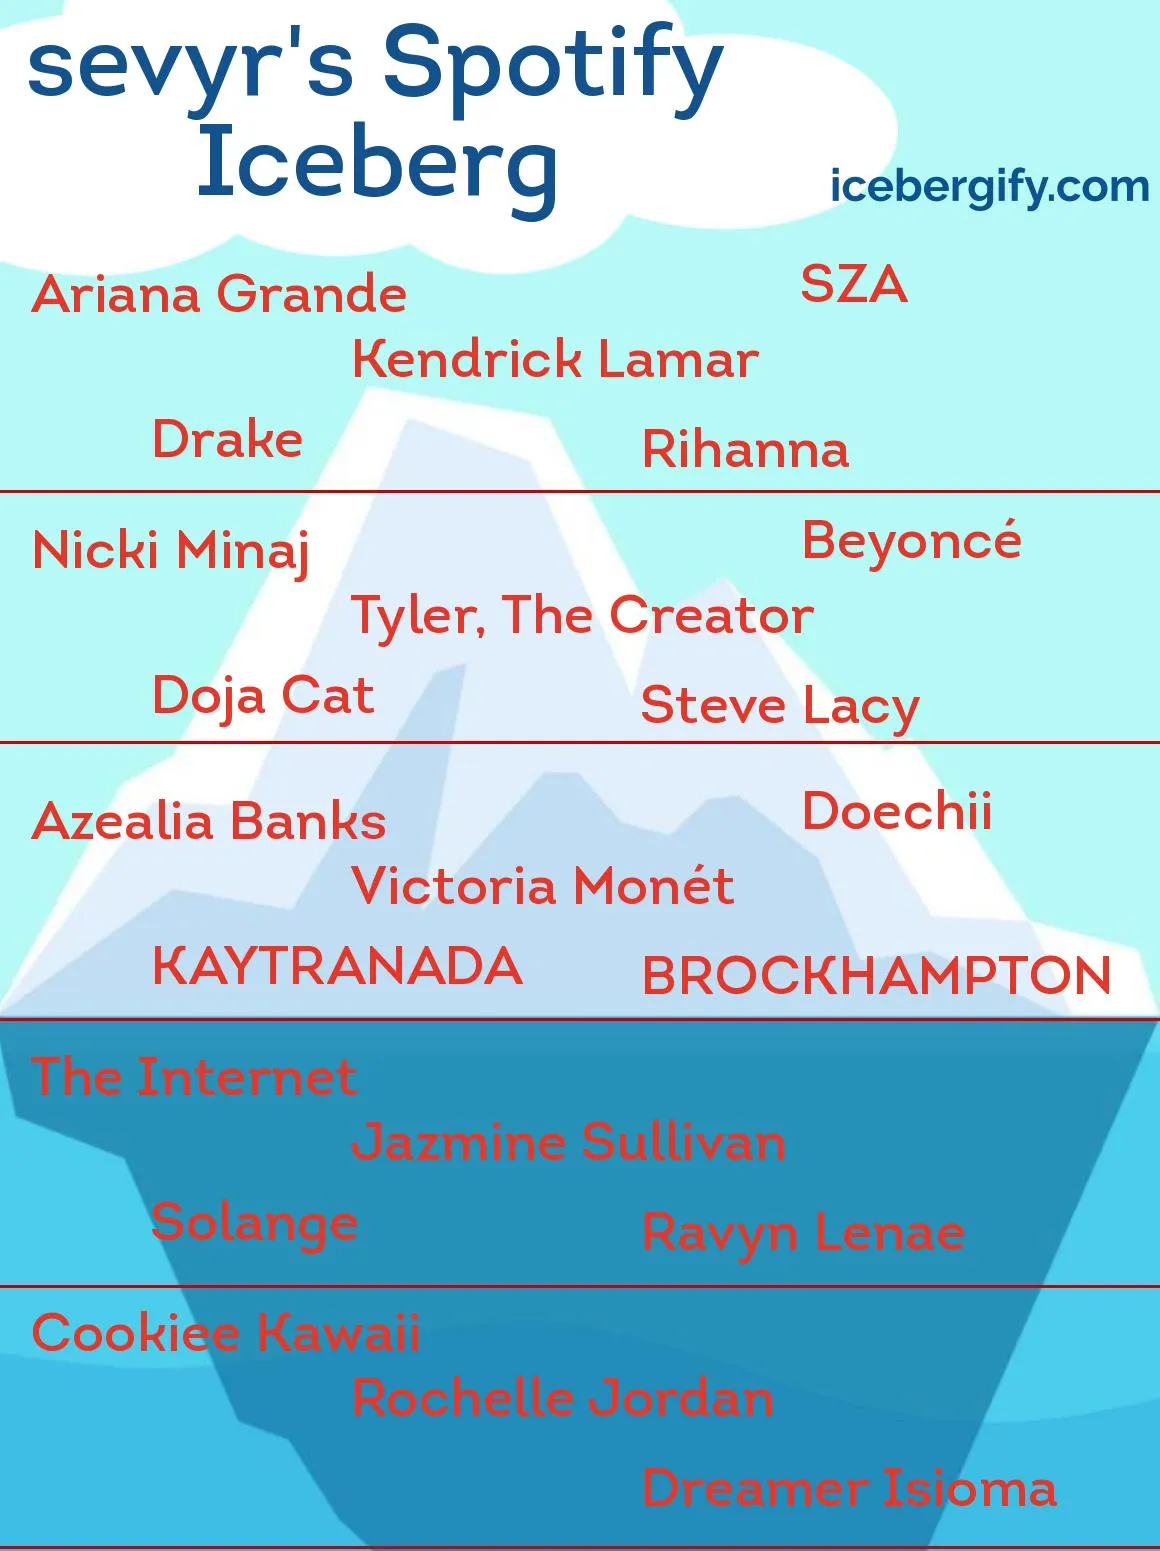 sevyr's Spotify
Iceberg
icebergify.com
Ariana Grande
SZA
Kendrick Lamar
Drake
Rihanna
Nicki Minaj
Beyoncé
Tyler, The Creator
Doja Cat
Steve Lacy
Azealia Banks
Doechii
Victoria Monét
KAYTRANADA
BROCKHAMPTON
The Internet
Jazmine Sullivan
Solange
Ravyn Lenae
Cookiee Kawaii
Rochelle Jordan
Dreamer Isioma